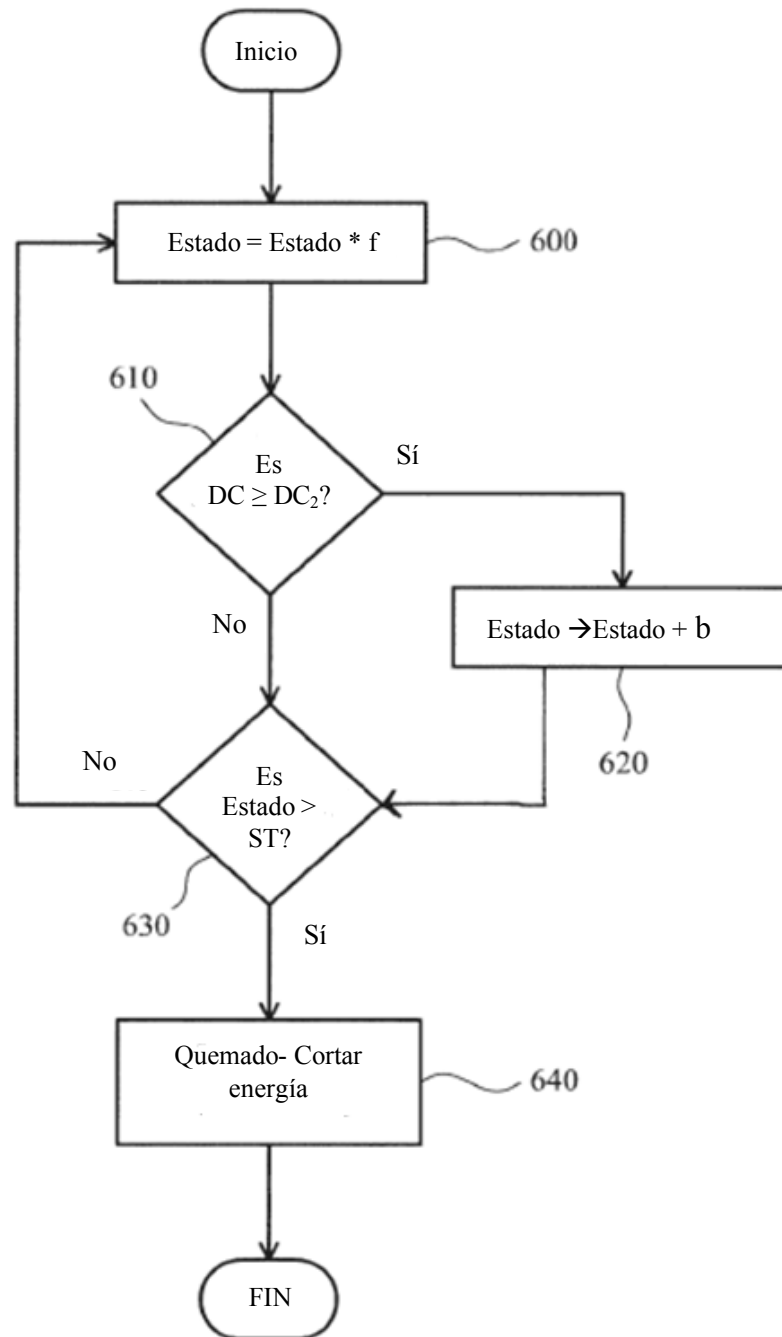 Inicio
Estado = Estado * f
600
610
Es
DC ≥ DC₂?
Sí
No
Estado →Estado + b
620
No
Es
Estado >
ST?
630
Sí
Quemado- Cortar
energía
640
FIN